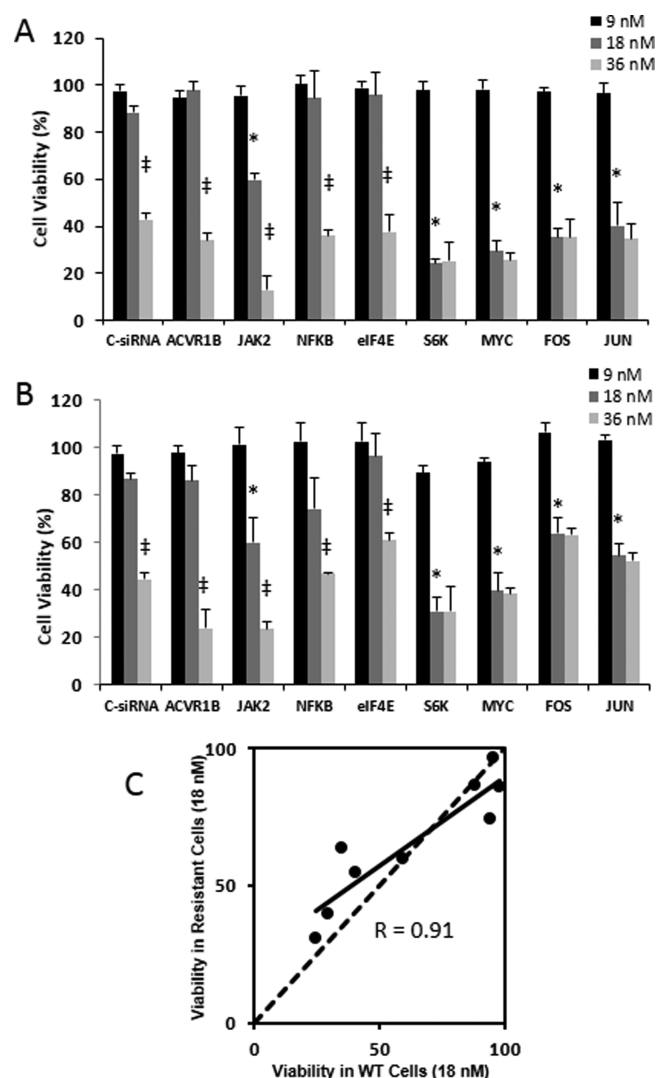 A
9 nM
18 nM
36 nM
Cell Viability (%)
120
100
80
60
40
20
0
* * * * *
‡ ‡ ‡ ‡ ‡
C-siRNA ACVR1B JAK2 NFKB eIF4E S6K MYC FOS JUN
B
9 nM
18 nM
36 nM
Cell Viability (%)
120
100
80
60
40
20
0
* * * * *
‡ ‡ ‡ ‡ ‡
C-siRNA ACVR1B JAK2 NFKB eIF4E S6K MYC FOS JUN
C
Viability in Resistant Cells (18 nM)
100
50
0
R = 0.91
0 50 100
Viability in WT Cells (18 nM)